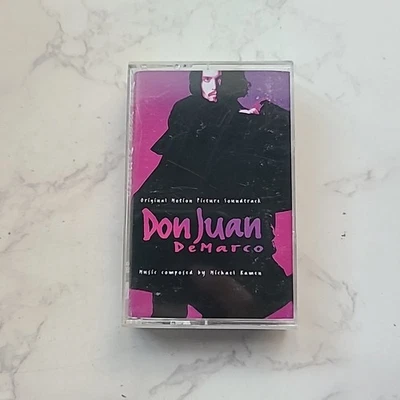 Original Motion Picture Soundtrack
Don Juan
DeMarco
Music composed by Michael Kamen